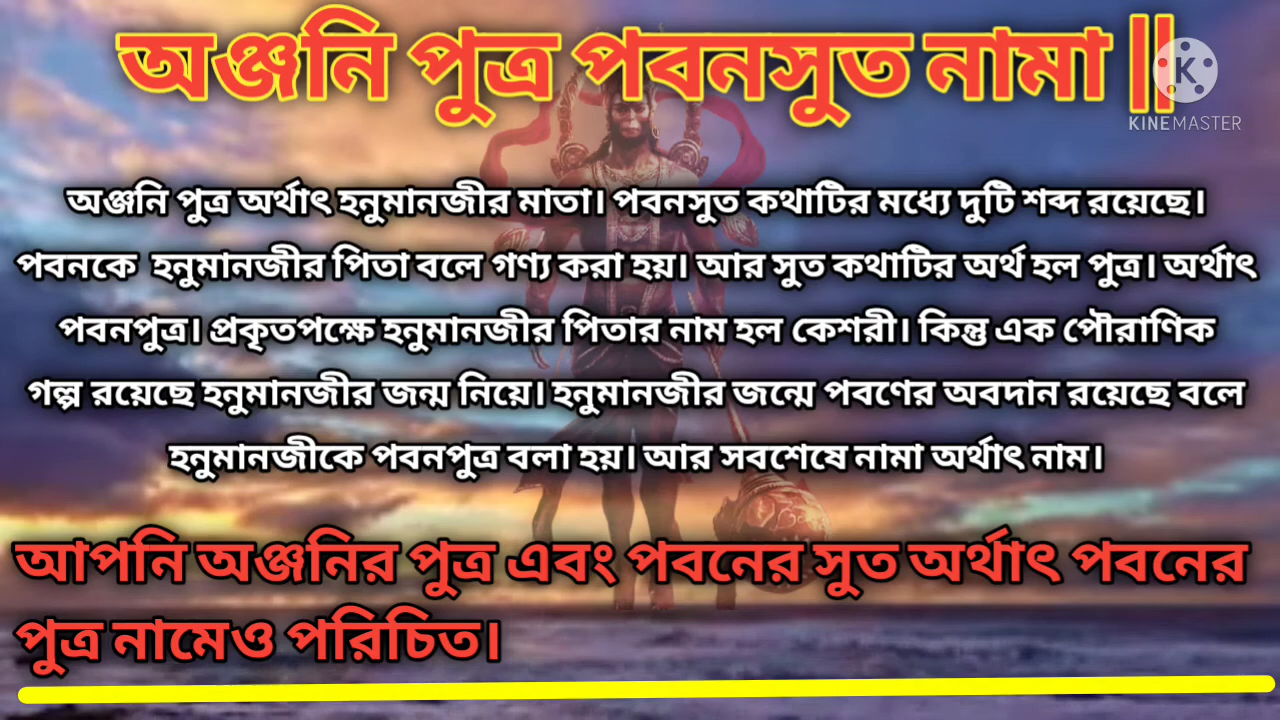 অঞ্জনি পুত্র পবনসুত নামা ||
KINEMASTER
অঞ্জনি পুত্র অর্থাৎ হনুমানজীর মাতা। পবনসুত কথাটির মধ্যে দুটি শব্দ রয়েছে।
পবনকে হনুমানজীর পিতা বলে গণ্য করা হয়। আর সুত কথাটির অর্থ হল পুত্র। অর্থাৎ
পবনপুত্র। প্রকৃতপক্ষে হনুমানজীর পিতার নাম হল কেশরী। কিন্তু এক পৌরাণিক
গল্প রয়েছে হনুমানজীর জন্ম নিয়ে। হনুমানজীর জন্মে পবণের অবদান রয়েছে বলে
হনুমানজীকে পবনপুত্র বলা হয়। আর সবশেষে নামা অর্থাৎ নাম।
আপনি অঞ্জনির পুত্র এবং পবনের সুত অর্থাৎ পবনের
পুত্র নামেও পরিচিত।